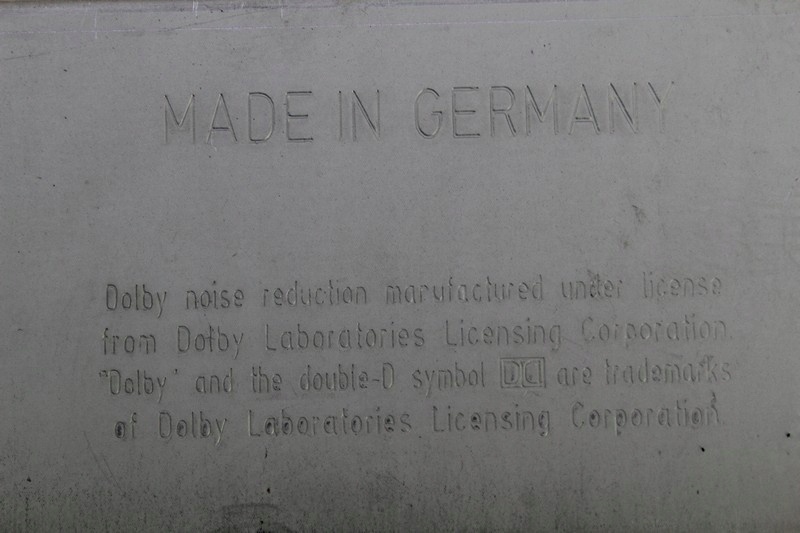 MADE IN GERMANY
Dolby noise reduction manufactured under license
from Dolby Laboratories Licensing Corporation.
"Dolby" and the double-D symbol are trademarks
of Dolby Laboratories Licensing Corporation.